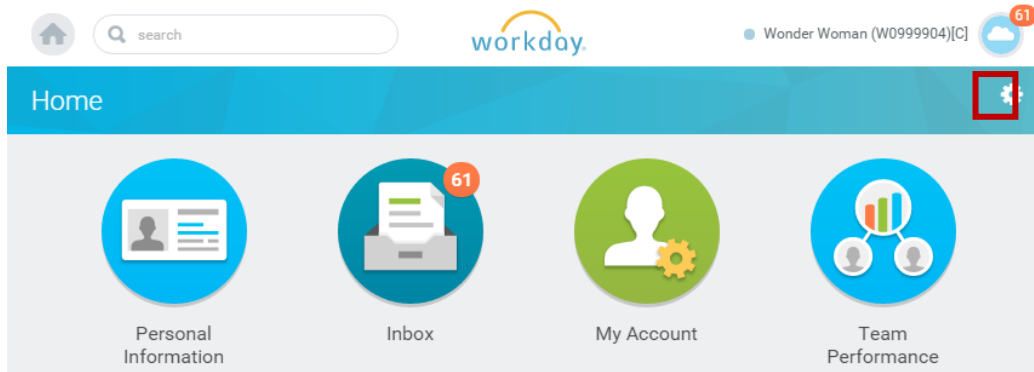 search
workday.
Wonder Woman (W0999904)[C]
61
Home
61
Personal
Information
Inbox
My Account
Team
Performance